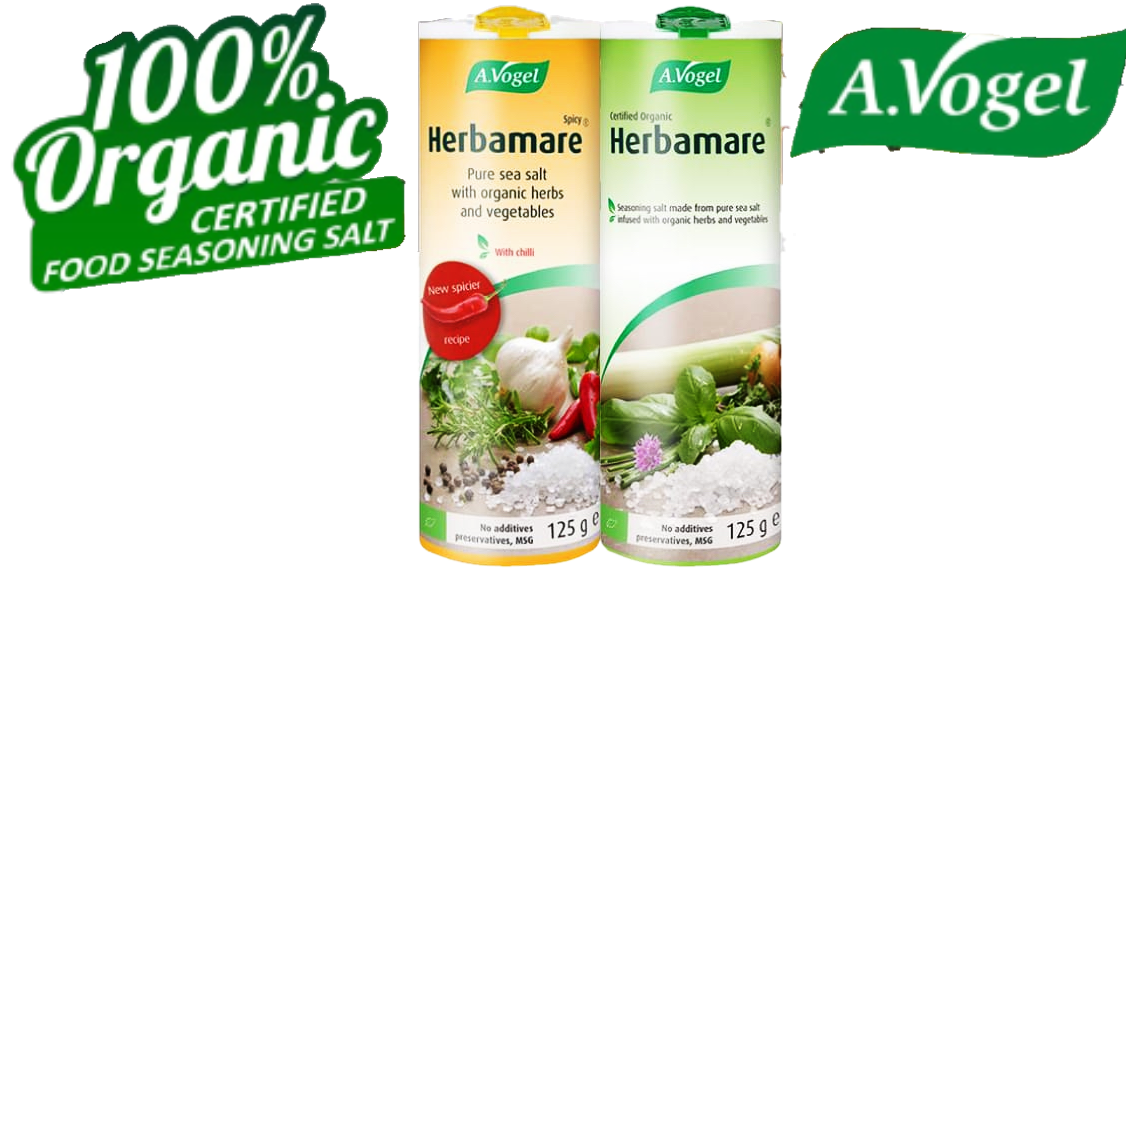 100%
Organic
CERTIFIED
FOOD SEASONING SALT
A.Vogel
Spicy ®
Herbamare
Pure sea salt
with organic herbs
and vegetables
With chilli
New spicier
recipe
No additives
preservatives, MSG
125 g e
A.Vogel
Certified Organic
Herbamare ®
Seasoning salt made from pure sea salt
infused with organic herbs and vegetables
No additives
preservatives, MSG
125 g e
A.Vogel